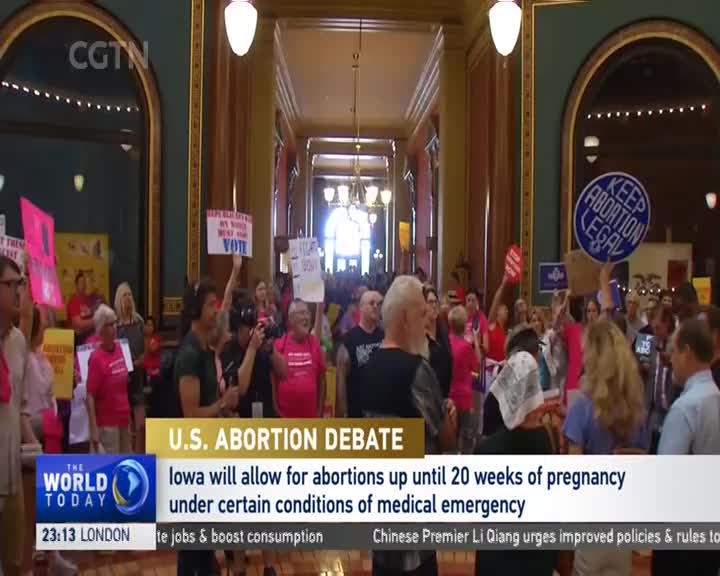 CGTN
KEEP
ABORTION
LEGAL
VOTE
U.S. ABORTION DEBATE
Iowa will allow for abortions up until 20 weeks of pregnancy
under certain conditions of medical emergency
THE
WORLD
TODAY
23:13 LONDON
te jobs & boost consumption Chinese Premier Li Qiang urges improved policies & rules to